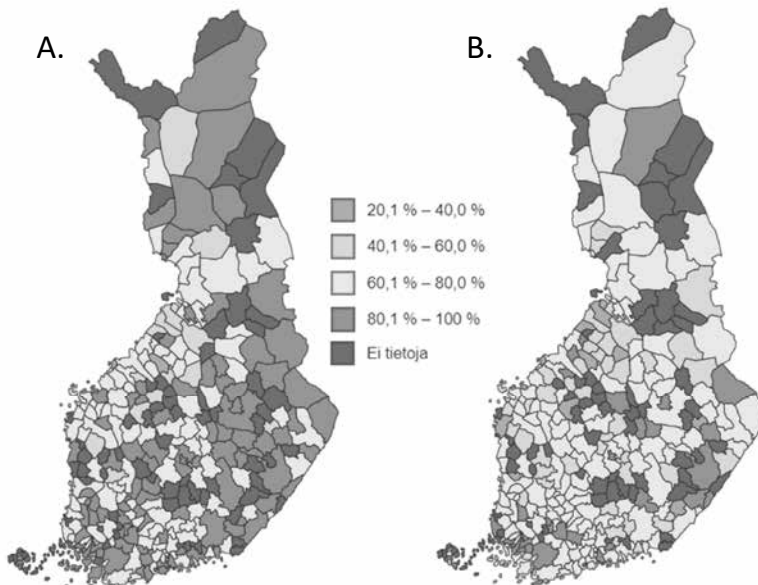 A.
B.
20,1 % – 40,0 %
40,1 % – 60,0 %
60,1 % – 80,0 %
80,1 % – 100 %
Ei tietoja